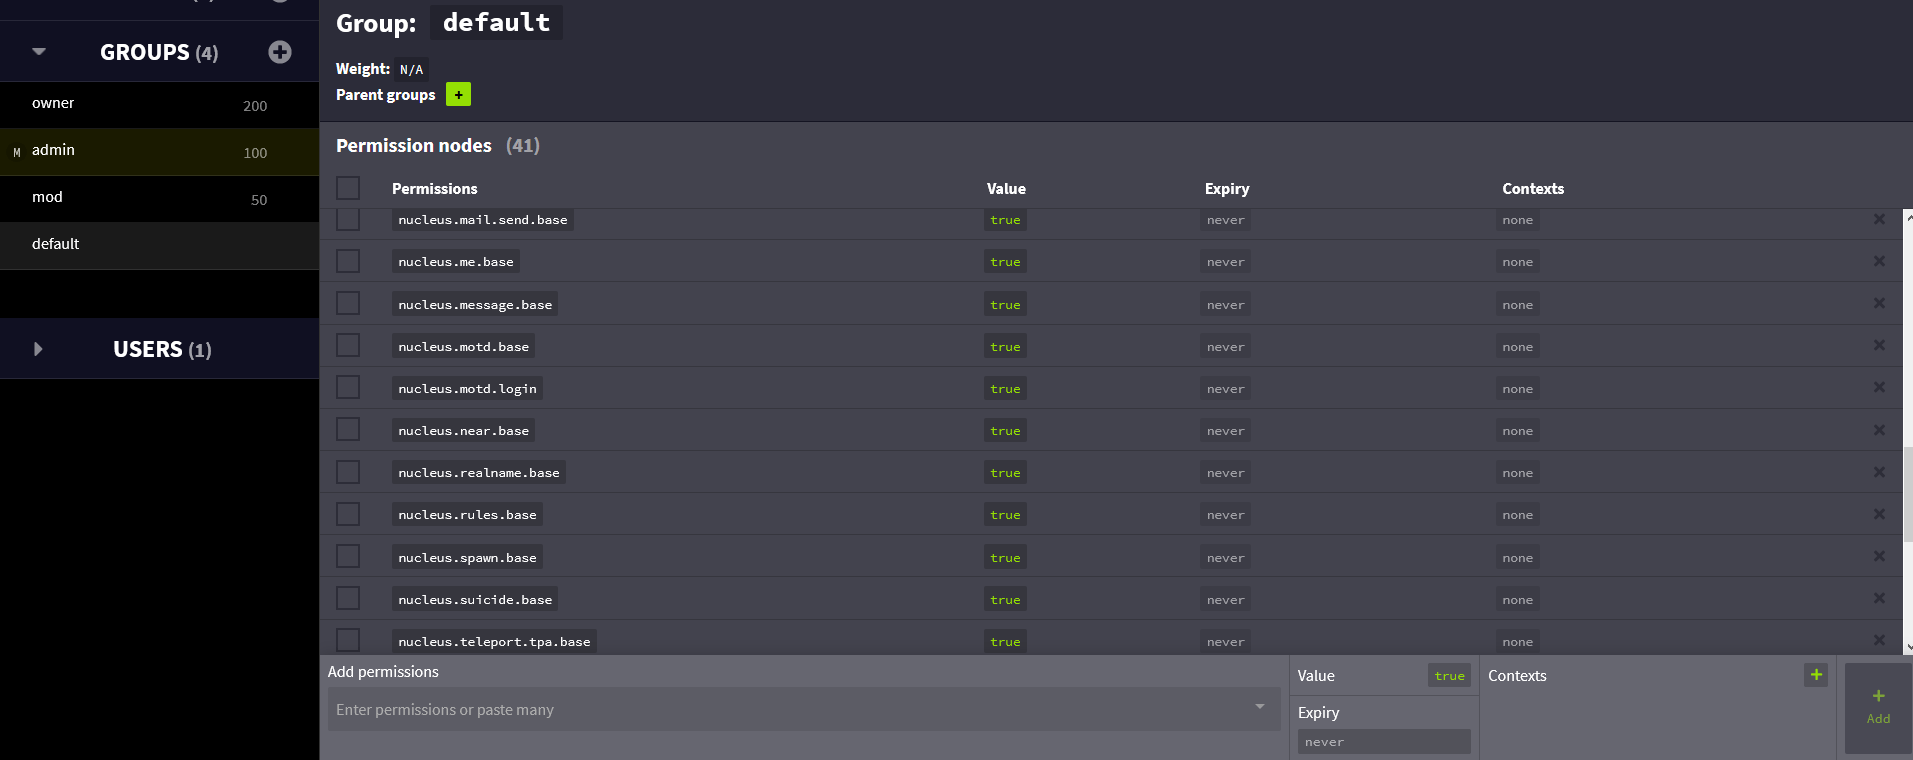 GROUPS (4)
owner 200
M admin 100
mod 50
default
USERS (1)
Group: default
Weight: N/A
Parent groups +
Permission nodes (41)
Permissions Value Expiry Contexts
nucleus.mail.send.base true never none
nucleus.me.base true never none
nucleus.message.base true never none
nucleus.motd.base true never none
nucleus.motd.login true never none
nucleus.near.base true never none
nucleus.realname.base true never none
nucleus.rules.base true never none
nucleus.spawn.base true never none
nucleus.suicide.base true never none
nucleus.teleport.tpa.base true never none
Add permissions
Enter permissions or paste many
Value true
Expiry
never
Contexts +
+
Add